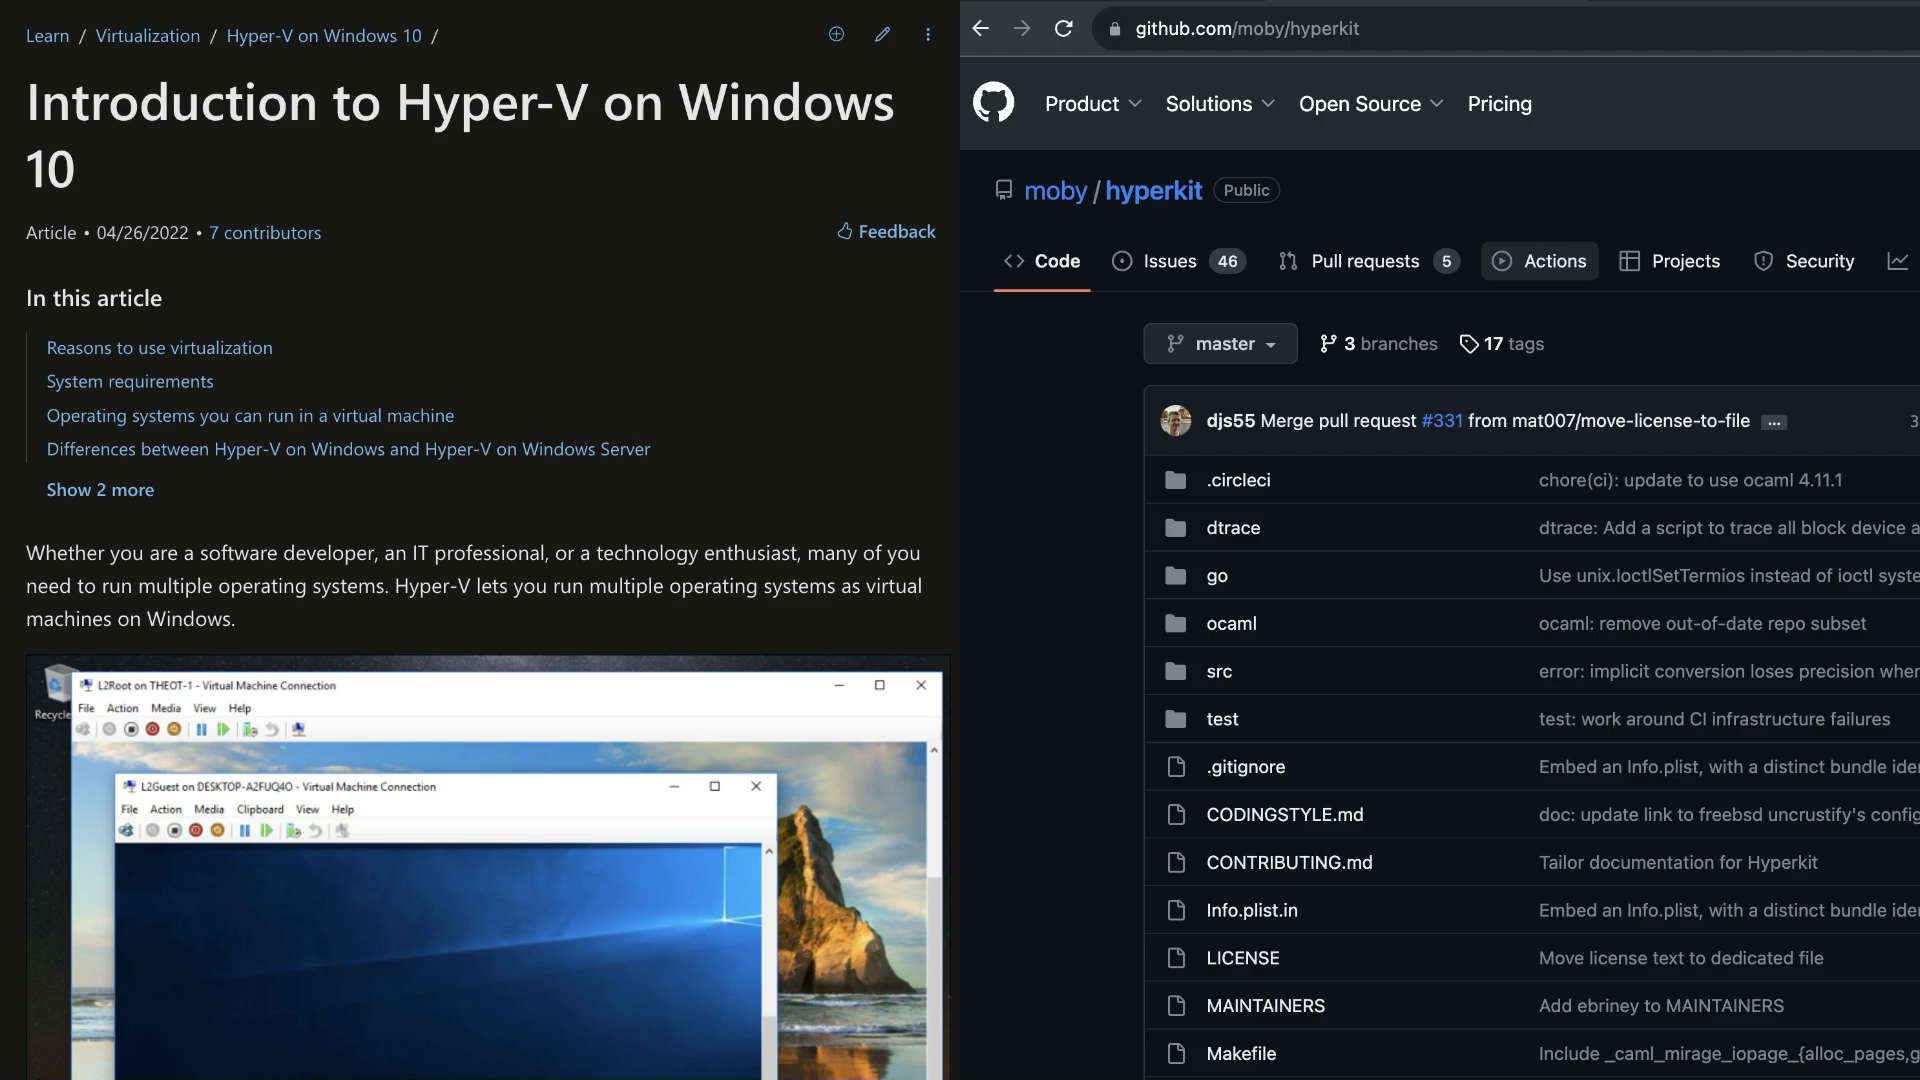 Learn / Virtualization / Hyper-V on Windows 10 /
Introduction to Hyper-V on Windows
10
Article • 04/26/2022 • 7 contributors
Feedback
In this article
Reasons to use virtualization
System requirements
Operating systems you can run in a virtual machine
Differences between Hyper-V on Windows and Hyper-V on Windows Server
Show 2 more
Whether you are a software developer, an IT professional, or a technology enthusiast, many of you
need to run multiple operating systems. Hyper-V lets you run multiple operating systems as virtual
machines on Windows.
Recycle
L2Root on THEOT-1 - Virtual Machine Connection
File Action Media View Help
L2Guest on DESKTOP-A2FUQ4O - Virtual Machine Connection
File Action Media Clipboard View Help
github.com/moby/hyperkit
Product Solutions Open Source Pricing
moby / hyperkit Public
Code Issues 46 Pull requests 5 Actions Projects Security
master 3 branches 17 tags
djs55 Merge pull request #331 from mat007/move-license-to-file ... 3
.circleci chore(ci): update to use ocaml 4.11.1
dtrace dtrace: Add a script to trace all block device a
go Use unix.IoctlSetTermios instead of ioctl syste
ocaml ocaml: remove out-of-date repo subset
src error: implicit conversion loses precision wher
test test: work around CI infrastructure failures
.gitignore Embed an Info.plist, with a distinct bundle ide
CODINGSTYLE.md doc: update link to freebsd uncrustify's config
CONTRIBUTING.md Tailor documentation for Hyperkit
Info.plist.in Embed an Info.plist, with a distinct bundle ide
LICENSE Move license text to dedicated file
MAINTAINERS Add ebriney to MAINTAINERS
Makefile Include _caml_mirage_iopage_{alloc_pages,g